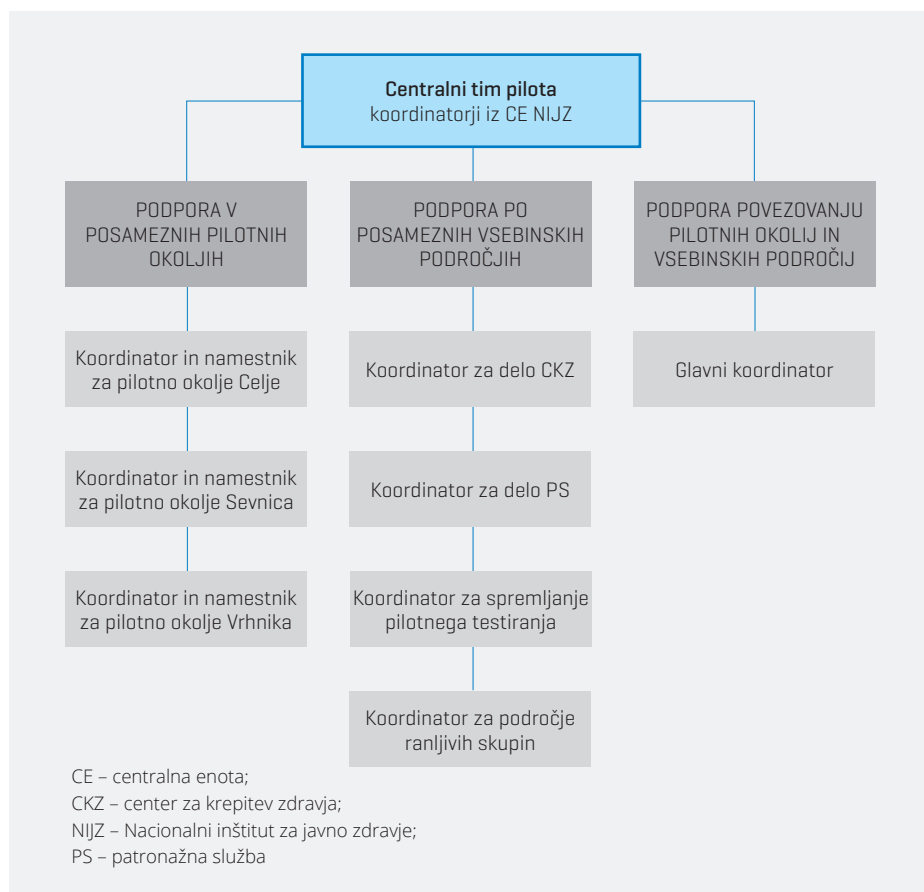 Centralni tim pilota
koordinatorji iz CE NIJZ
PODPORA V
POSAMEZNIH PILOTNIH
OKOLJIH
Koordinator in namestnik
za pilotno okolje Celje
Koordinator in namestnik
za pilotno okolje Sevnica
Koordinator in namestnik
za pilotno okolje Vrhnika
PODPORA PO
POSAMEZNIH VSEBINSKIH
PODROČJIH
Koordinator za delo CKZ
Koordinator za delo PS
Koordinator za spremljanje
pilotnega testiranja
Koordinator za področje
ranljivih skupin
PODPORA POVEZOVANJU
PILOTNIH OKOLIJ IN
VSEBINSKIH PODROČIJ
Glavni koordinator
CE – centralna enota;
CKZ – center za krepitev zdravja;
NIJZ – Nacionalni inštitut za javno zdravje;
PS – patronažna služba